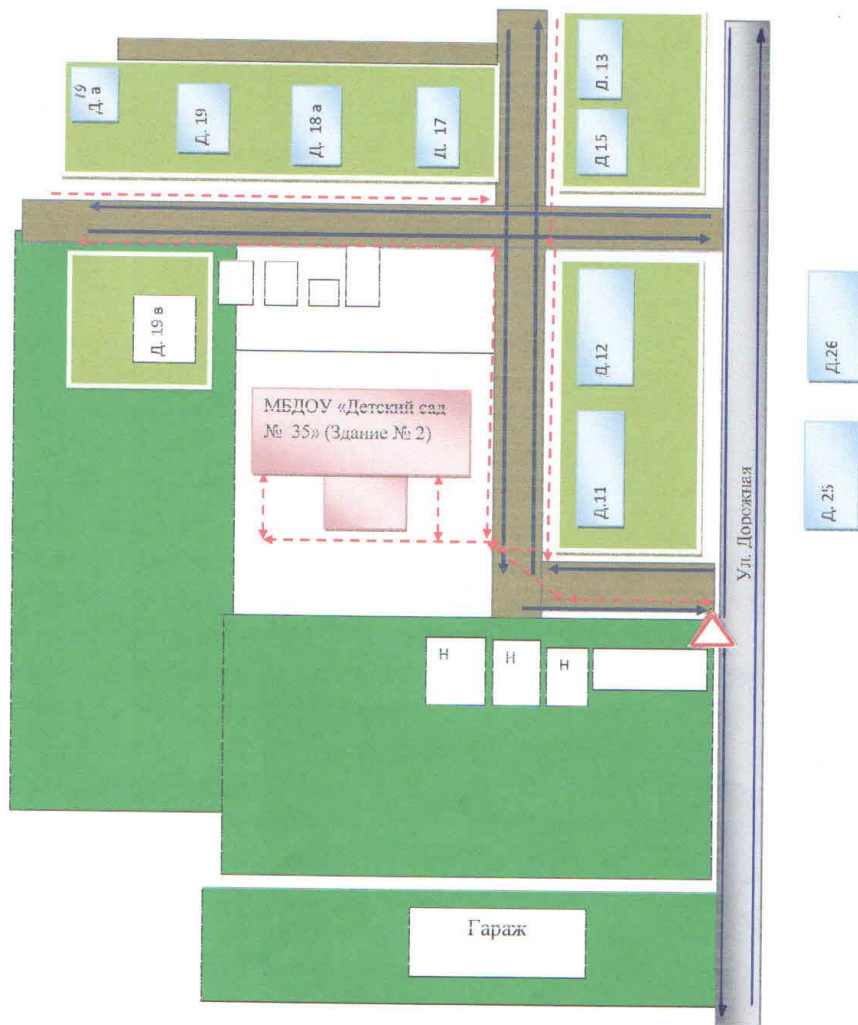 19
Д. а
Д. 19
Д. 18 а
Д. 17
Д. 13
Д 15
Д. 19 в
Д.12
Д.26
МБДОУ «Детский сад
№ 35» (Здание № 2)
Д.11
Д. 25
Ул. Дорожная
Н
Н
Н
Гараж